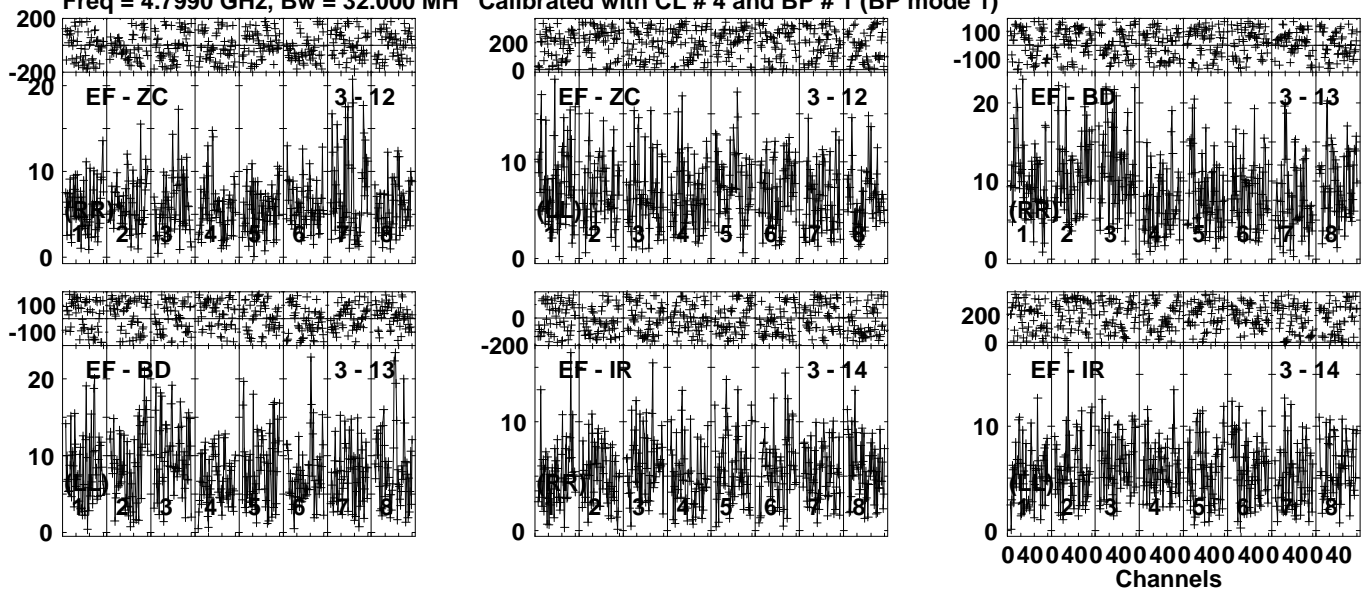 Freq = 4.7990 GHz, Bw = 32.000 MH Calibrated with CL # 4 and BP # 1 (BP mode 1)
200
-200
20
10
0
EF - ZC
3 - 12
(RR)
1 2 3 4 5 6 7 8
200
0
10
0
EF - ZC
3 - 12
(LL)
1 2 3 4 5 6 7 8
100
-100
20
10
0
EF - BD
3 - 13
(RR)
1 2 3 4 5 6 7 8
100
-100
20
10
0
EF - BD
3 - 13
(LL)
1 2 3 4 5 6 7 8
0
-200
10
0
EF - IR
3 - 14
(RR)
1 2 3 4 5 6 7 8
200
0
10
0
EF - IR
3 - 14
(LL)
1 2 3 4 5 6 7 8
0 40 0 40 0 40 0 40 0 40 0 40 0 40 0 40
Channels